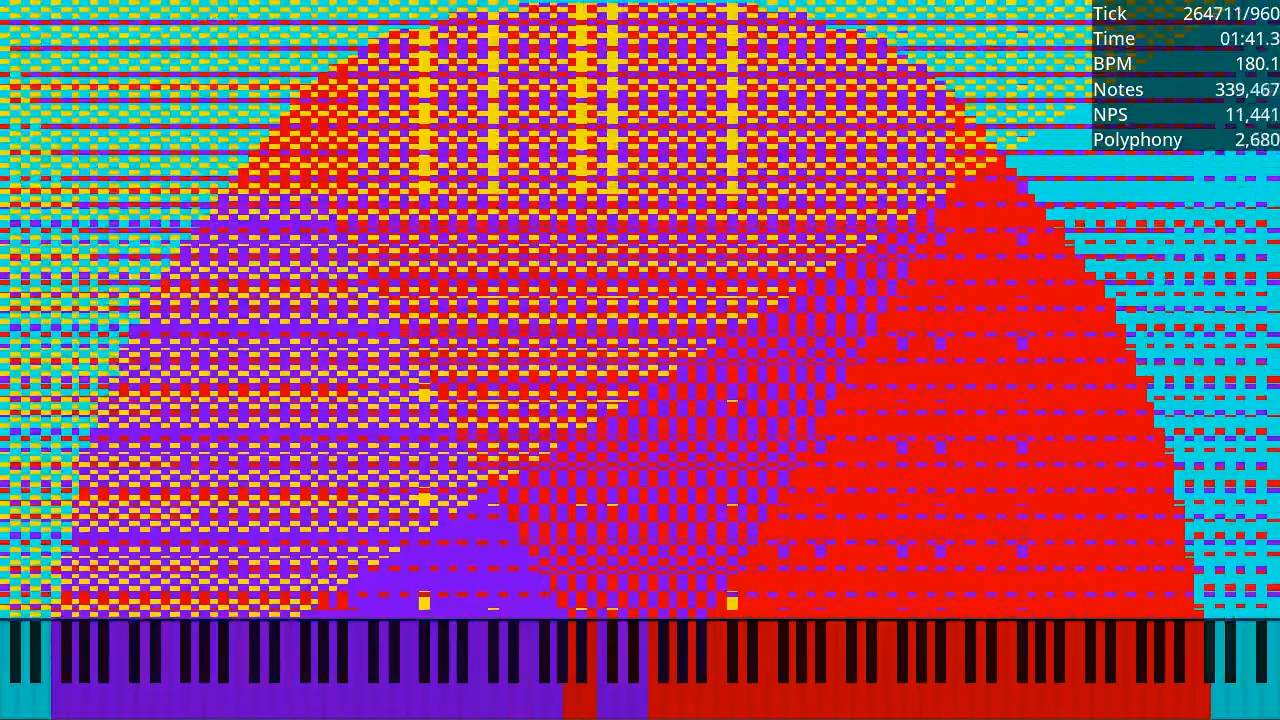 Tick 264711/960
Time 01:41.3
BPM 180.1
Notes 339,467
NPS 11,441
Polyphony 2,680